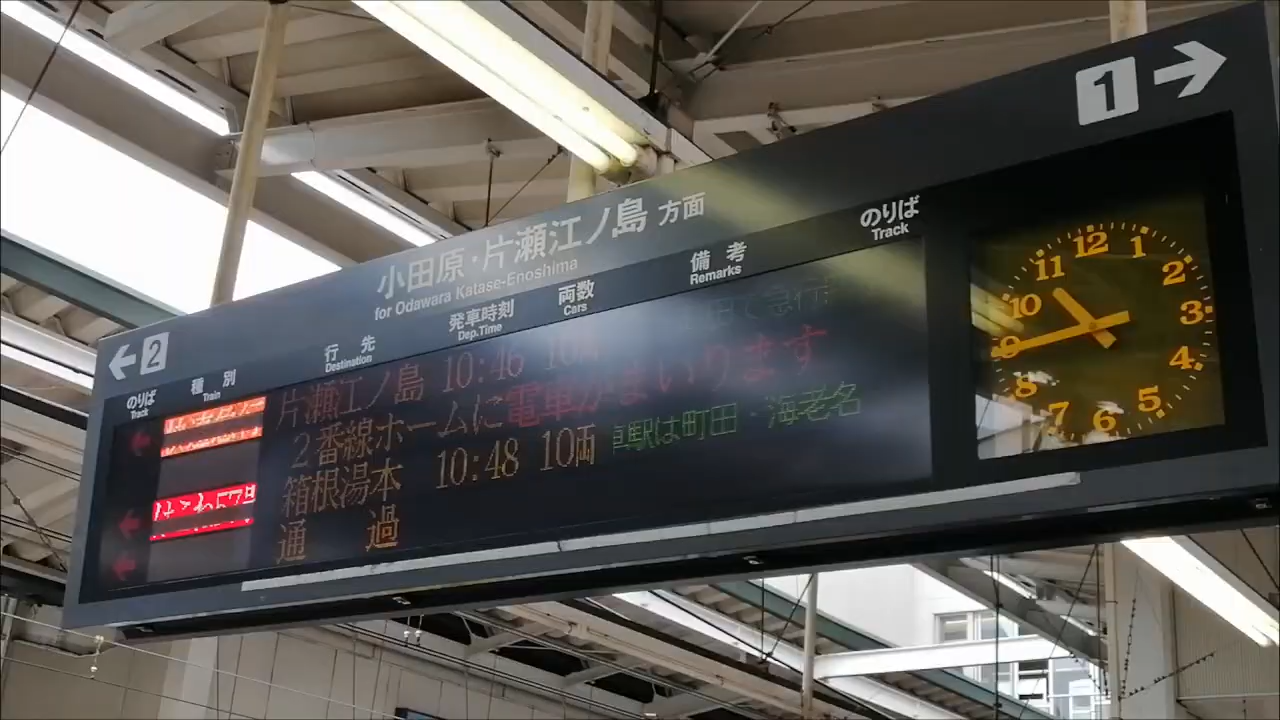 1 →
小田原・片瀬江ノ島 方面
for Odawara Katase-Enoshima
← 2
のりば 種別 行先 発車時刻 両数 備考 のりば
Track Train Destination Dep.Time Cars Remarks Track
片瀬江ノ島 10:46 10両
2番線ホームに電車がまいります
箱根湯本 10:48 10両 駅は町田・海老名
通過
12 1 2 3 4 5 6 7 8 9 10 11